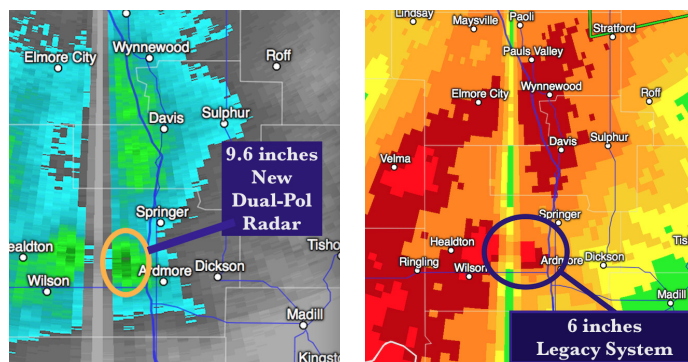 Wynnewood
Elmore City
Roff
Davis
Sulphur
9.6 inches
New
Dual-Pol
Radar
Springer
ealdton
Tisho
Ardmore
Dickson
Wilson
Madill
Kingst
Lindsay
Paoli
Maysville
Stratford
Pauls Valley
Elmore City
Wynnewood
Roff
Davis
Sulphur
Velma
Springer
Healdton
Ardmore
Dickson
Ringling
Wilson
Madill
6 inches
Legacy System